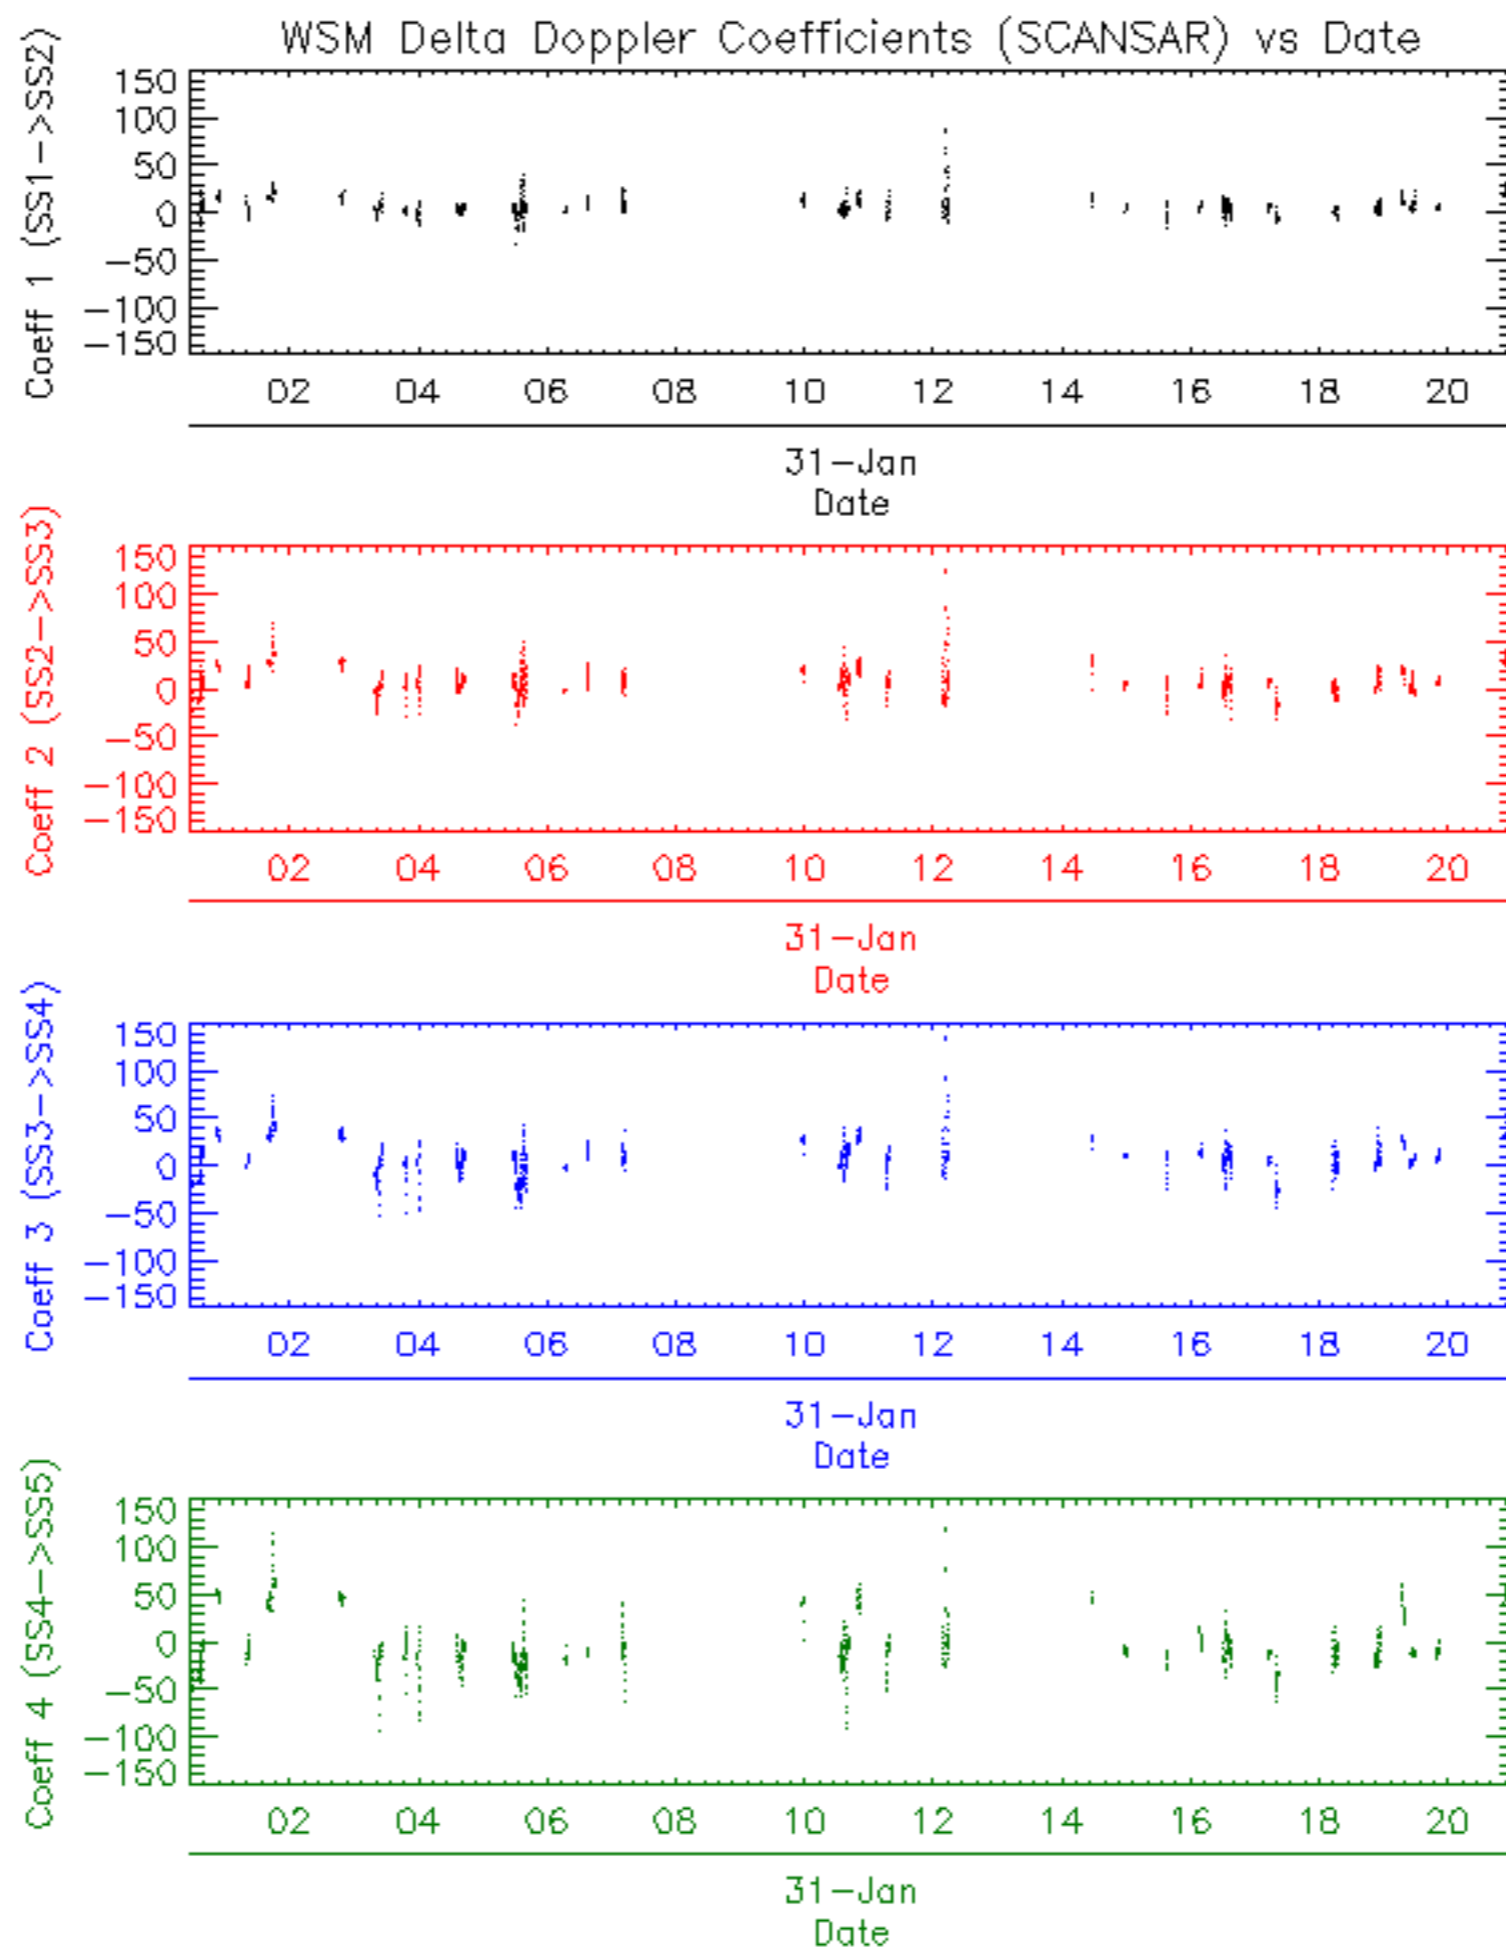 WSM Delta Doppler Coefficients (SCANSAR) vs Date
Coeff 1 (SS1->SS2)
150
100
50
0
-50
-100
-150
02 04 06 08 10 12 14 16 18 20
31-Jan
Date
Coeff 2 (SS2->SS3)
150
100
50
0
-50
-100
-150
02 04 06 08 10 12 14 16 18 20
31-Jan
Date
Coeff 3 (SS3->SS4)
150
100
50
0
-50
-100
-150
02 04 06 08 10 12 14 16 18 20
31-Jan
Date
Coeff 4 (SS4->SS5)
150
100
50
0
-50
-100
-150
02 04 06 08 10 12 14 16 18 20
31-Jan
Date